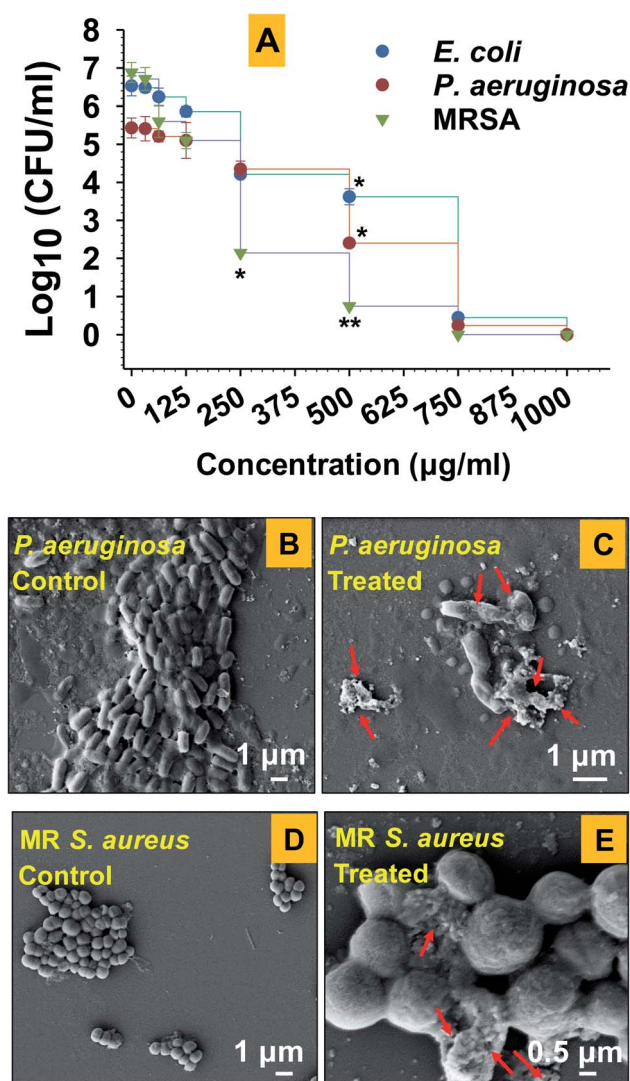 8
7
6
5
4
3
2
1
0
Log10 (CFU/ml)
A
E. coli
P. aeruginosa
MRSA
*
*
*
**
0 125 250 375 500 625 750 875 1000
Concentration (µg/ml)
P. aeruginosa
Control
B
1 µm
P. aeruginosa
Treated
C
1 µm
MR S. aureus
Control
D
1 µm
MR S. aureus
Treated
E
0.5 µm